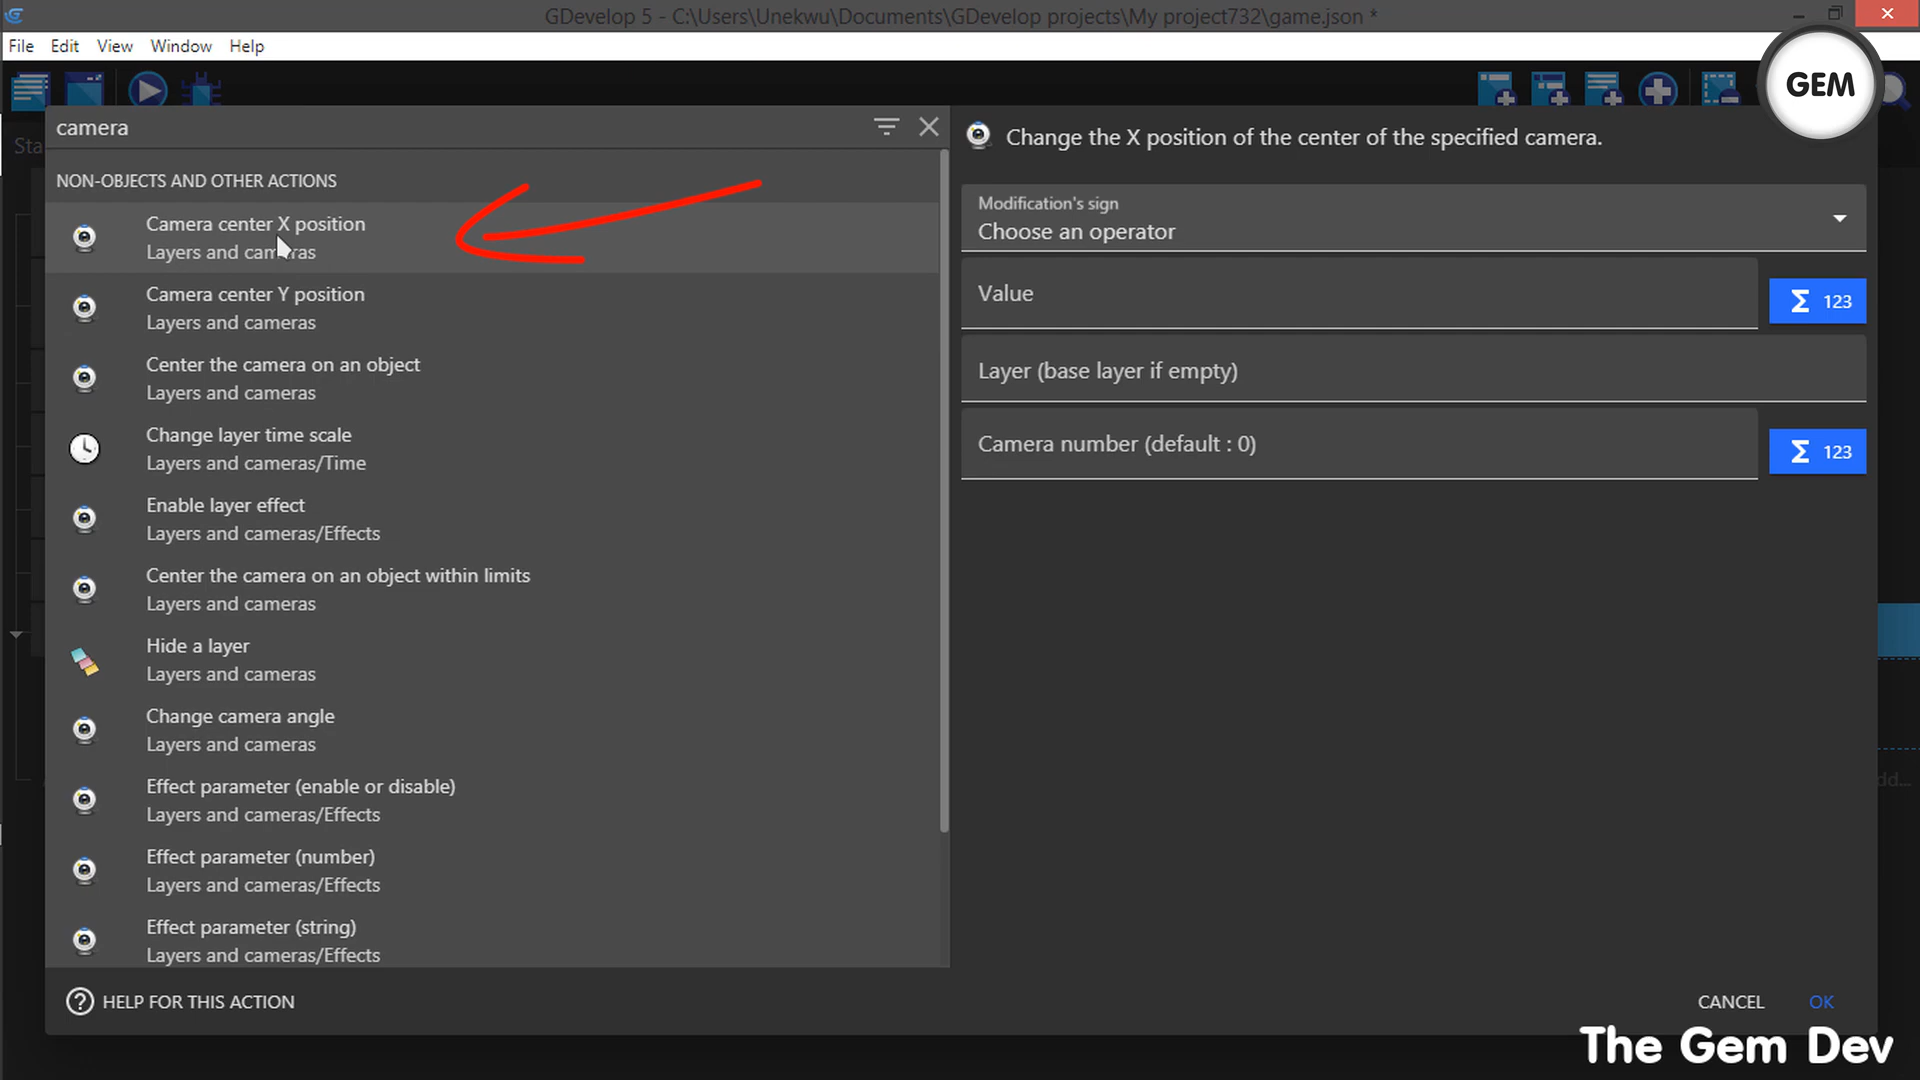 GDevelop 5 - C:\Users\Unekwu\Documents\GDevelop projects\My project732\game.json *
File Edit View Window Help
GEM
Sta
camera
NON-OBJECTS AND OTHER ACTIONS
Camera center X position
Layers and cameras
Camera center Y position
Layers and cameras
Center the camera on an object
Layers and cameras
Change layer time scale
Layers and cameras/Time
Enable layer effect
Layers and cameras/Effects
Center the camera on an object within limits
Layers and cameras
Hide a layer
Layers and cameras
Change camera angle
Layers and cameras
Effect parameter (enable or disable)
Layers and cameras/Effects
Effect parameter (number)
Layers and cameras/Effects
Effect parameter (string)
Layers and cameras/Effects
HELP FOR THIS ACTION
Change the X position of the center of the specified camera.
Modification's sign
Choose an operator
Value
Σ 123
Layer (base layer if empty)
Camera number (default : 0)
Σ 123
dd...
CANCEL OK
The Gem Dev